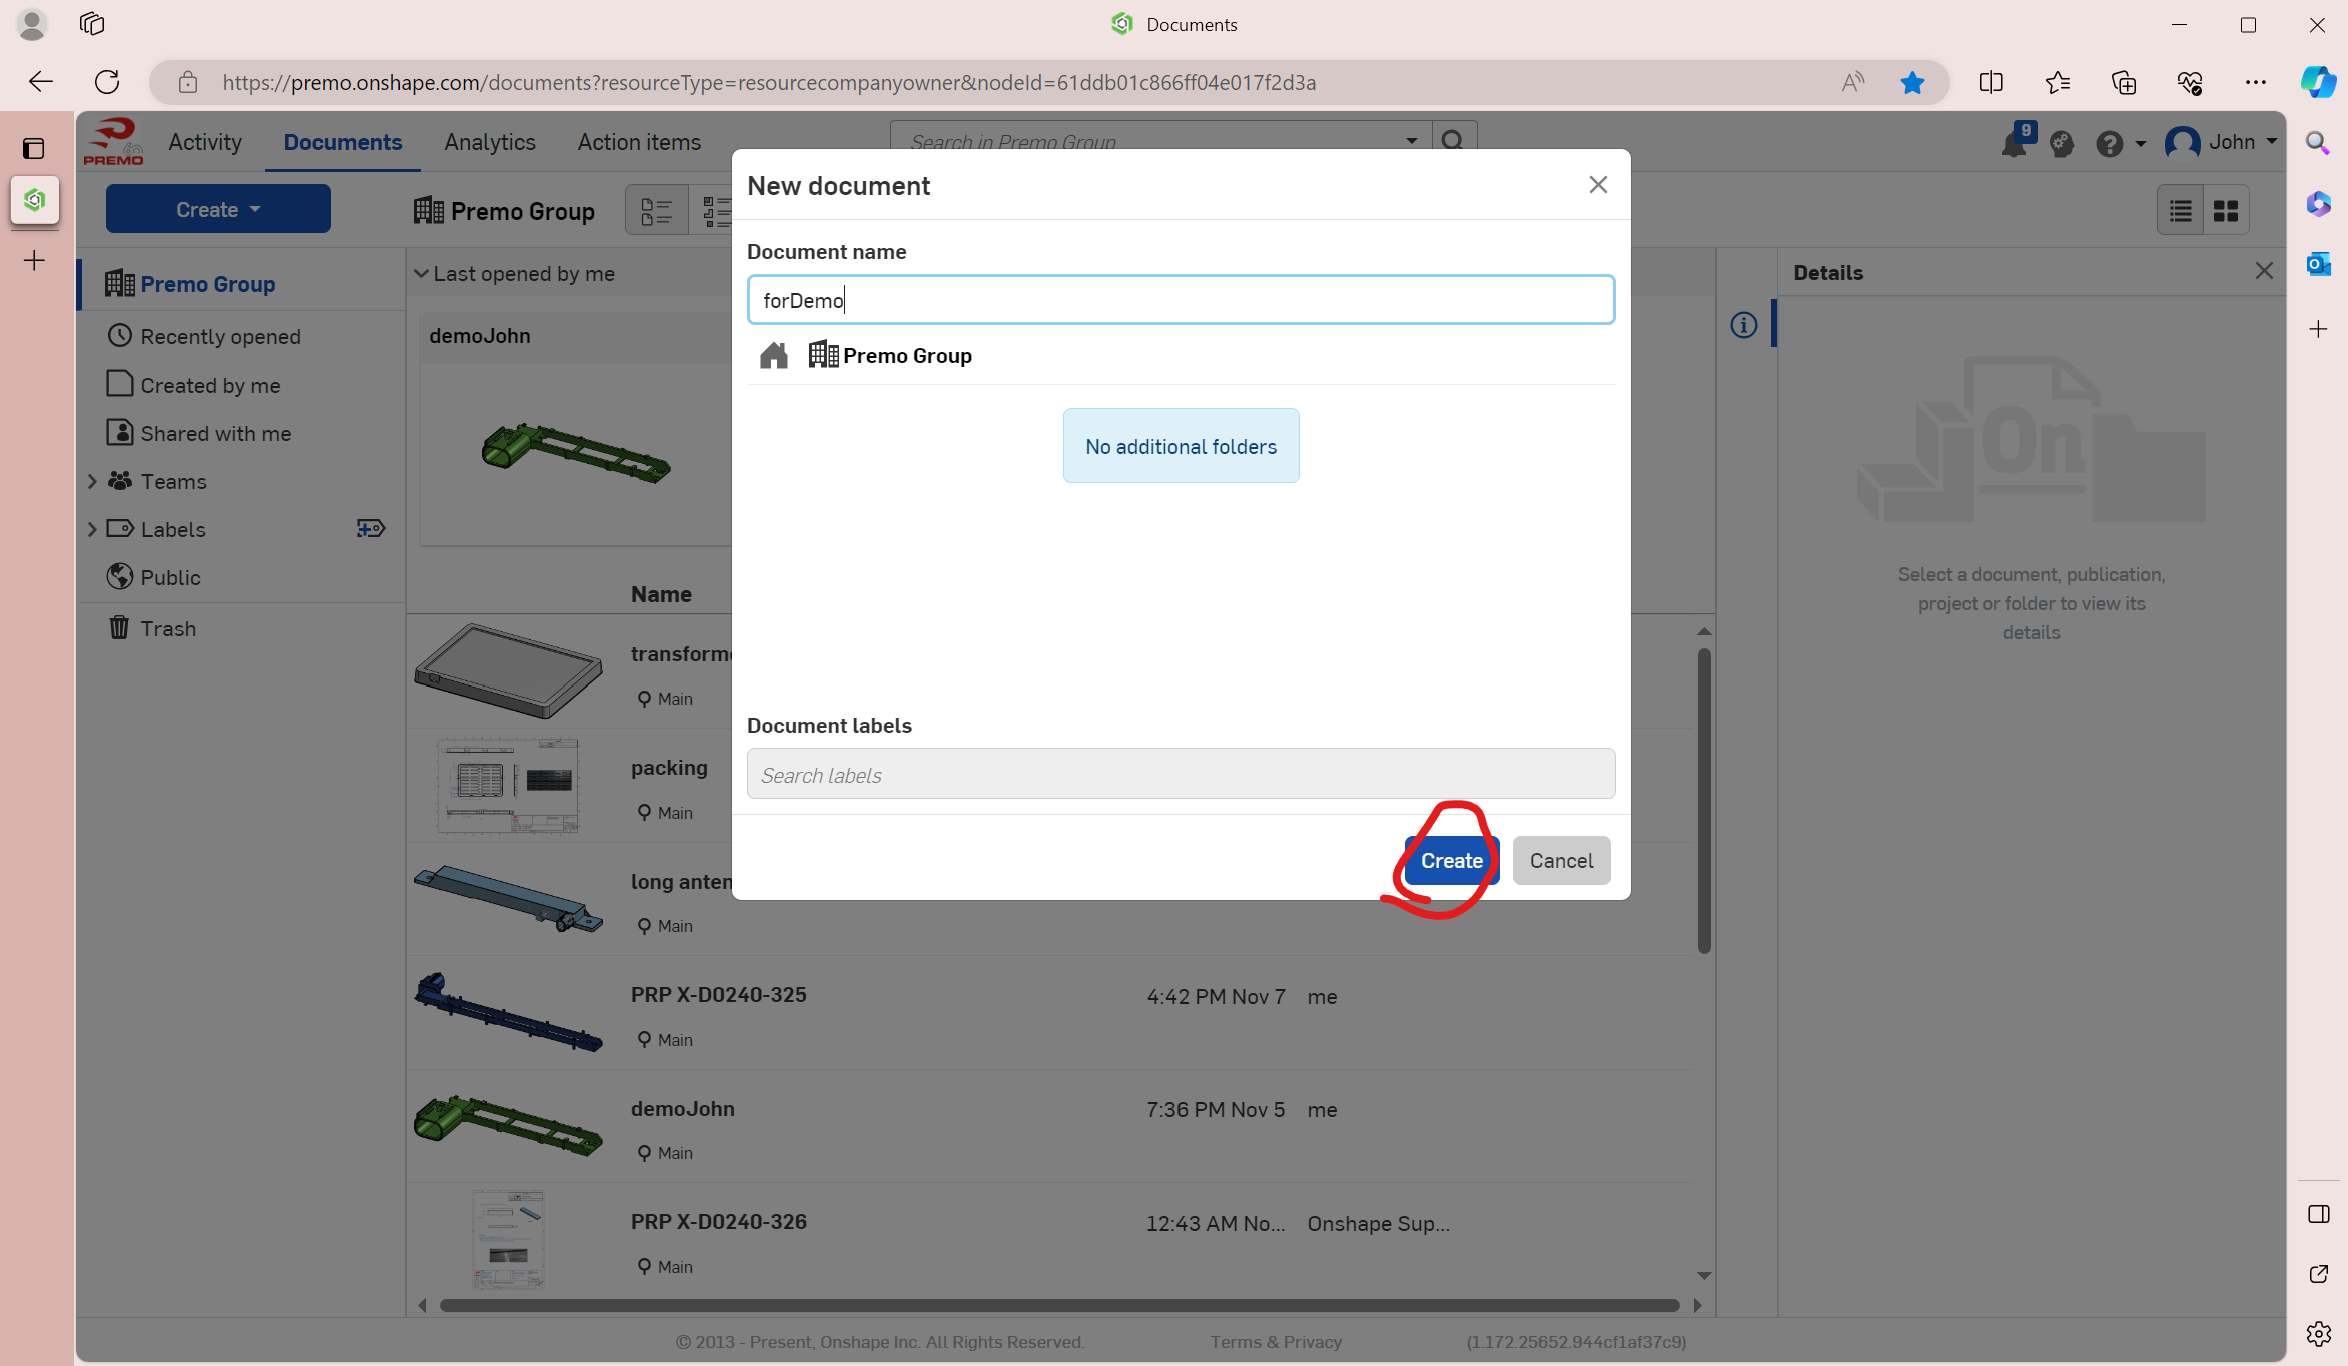 Documents
https://premo.onshape.com/documents?resourceType=resourcecompanyowner&nodeId=61ddb01c866ff04e017f2d3a
PREMO
Activity
Documents
Analytics
Action items
Search in Premo Group
9
John
Create
Premo Group
New document
Document name
forDemo
Premo Group
No additional folders
Document labels
Search labels
Create
Cancel
Premo Group
Recently opened
Created by me
Shared with me
Teams
Labels
Public
Trash
Last opened by me
demoJohn
Name
transform
Main
packing
Main
long anten
Main
PRP X-D0240-325
4:42 PM Nov 7
me
Main
demoJohn
7:36 PM Nov 5
me
Main
PRP X-D0240-326
12:43 AM No...
Onshape Sup...
Main
Details
On
Select a document, publication,
project or folder to view its
details
© 2013 - Present, Onshape Inc. All Rights Reserved.
Terms & Privacy
(1.172.25652.944cf1af37c9)